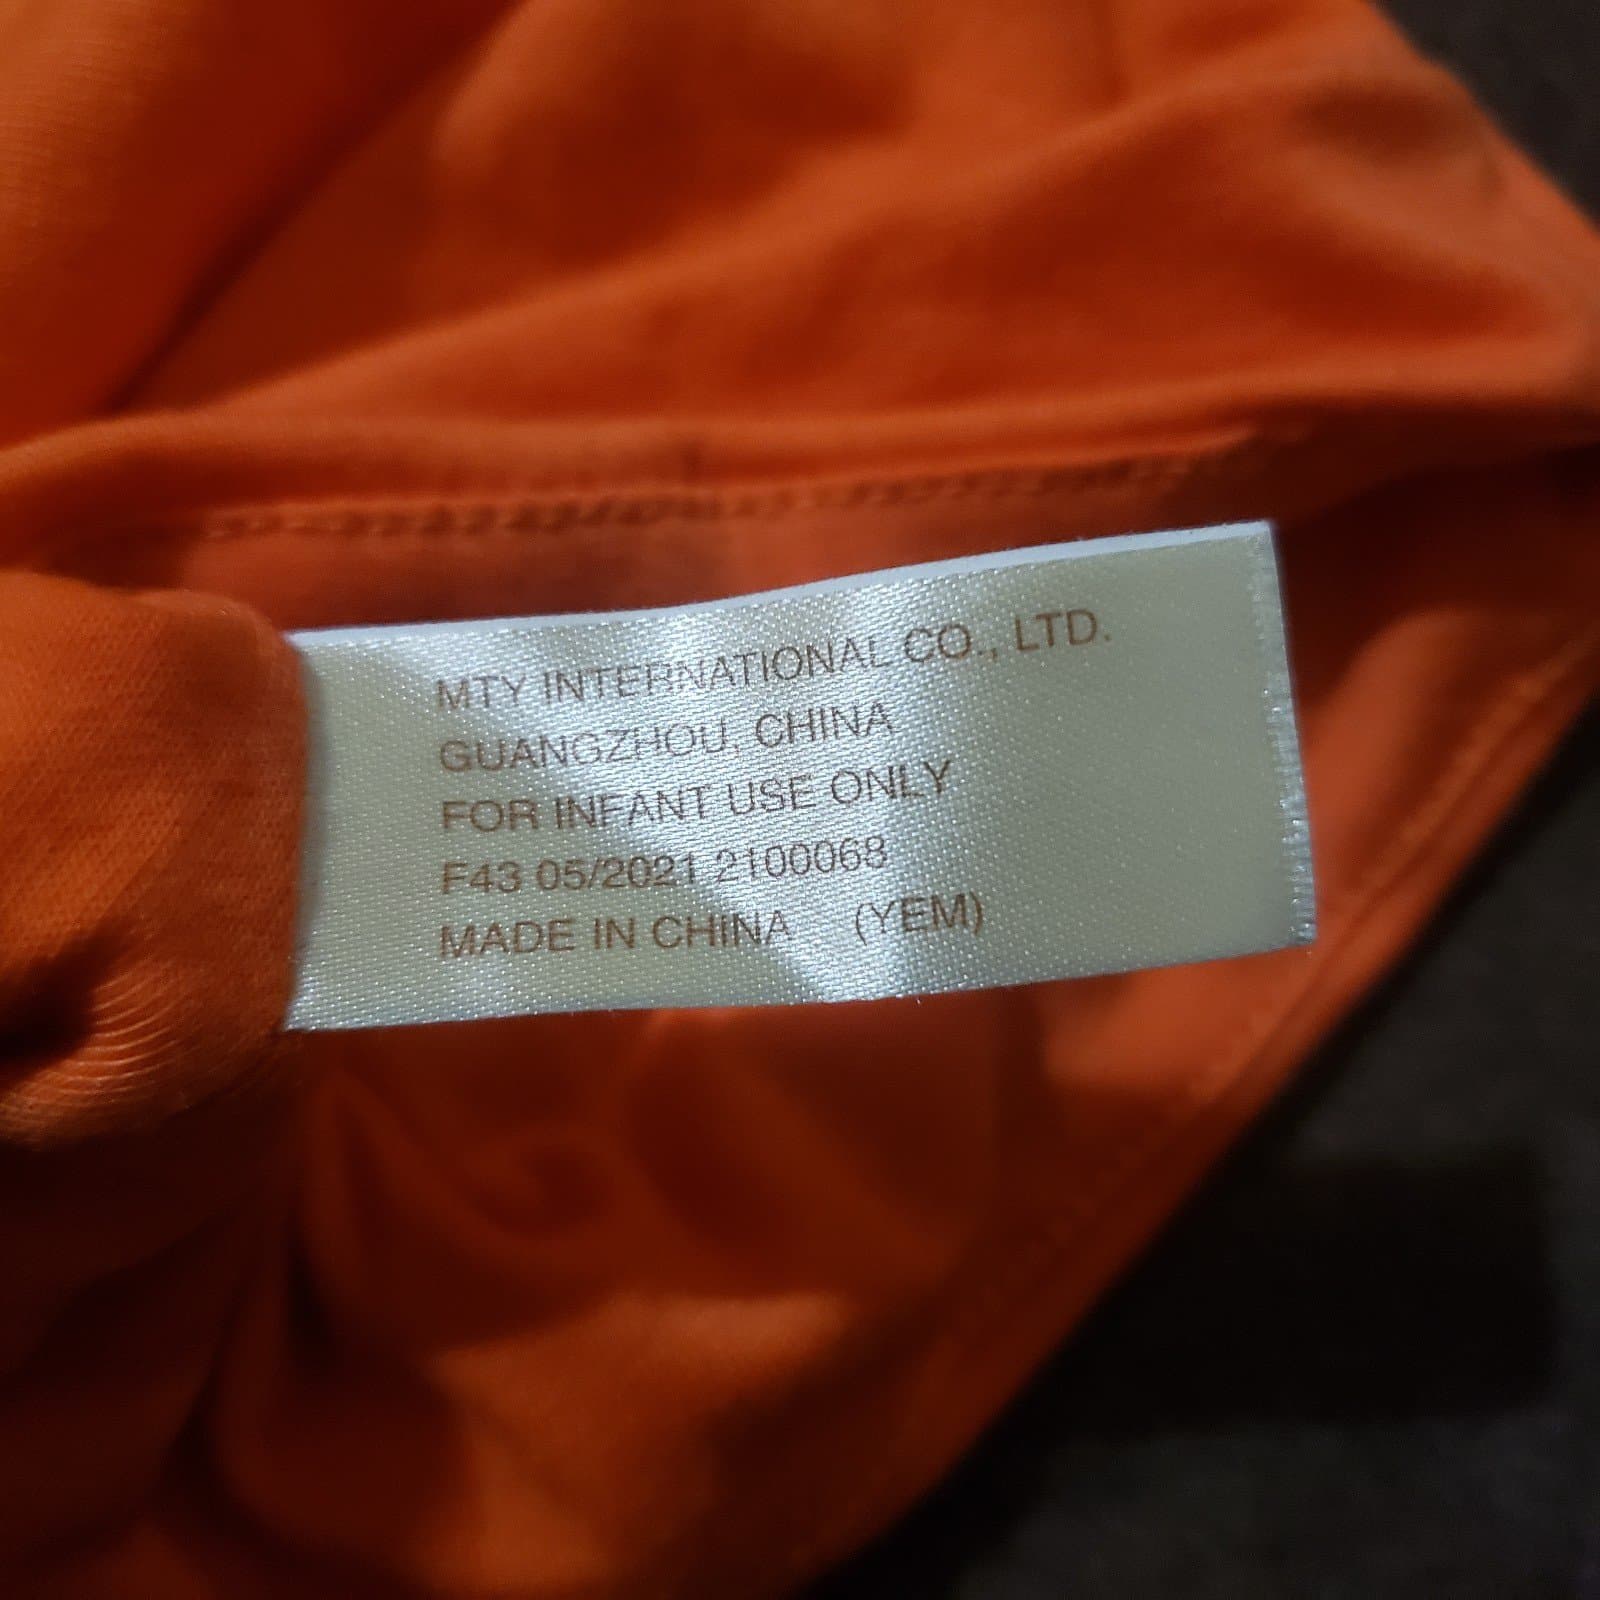 MTY INTERNATIONAL CO., LTD.
GUANGZHOU, CHINA
FOR INFANT USE ONLY
F43 05/2021 2100068
MADE IN CHINA (YEM)